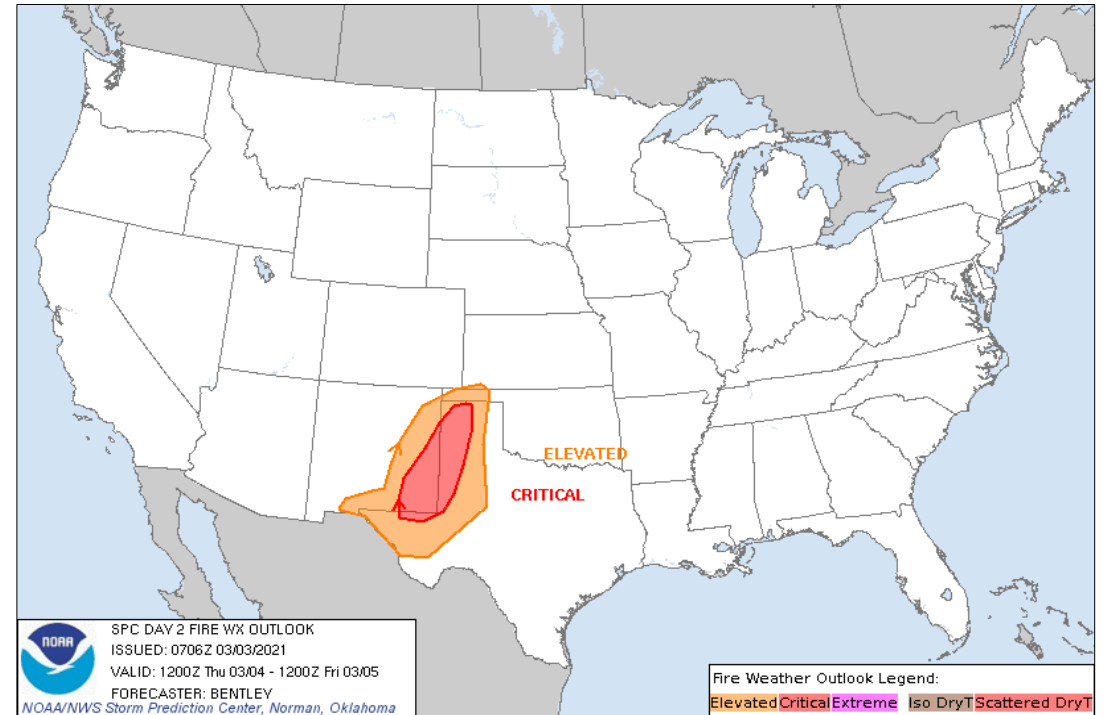 ELEVATED
CRITICAL
NOAA
SPC DAY 2 FIRE WX OUTLOOK
ISSUED: 0706Z 03/03/2021
VALID: 1200Z Thu 03/04 - 1200Z Fri 03/05
FORECASTER: BENTLEY
NOAA/NWS Storm Prediction Center, Norman, Oklahoma
Fire Weather Outlook Legend:
Elevated Critical Extreme Iso DryT Scattered DryT